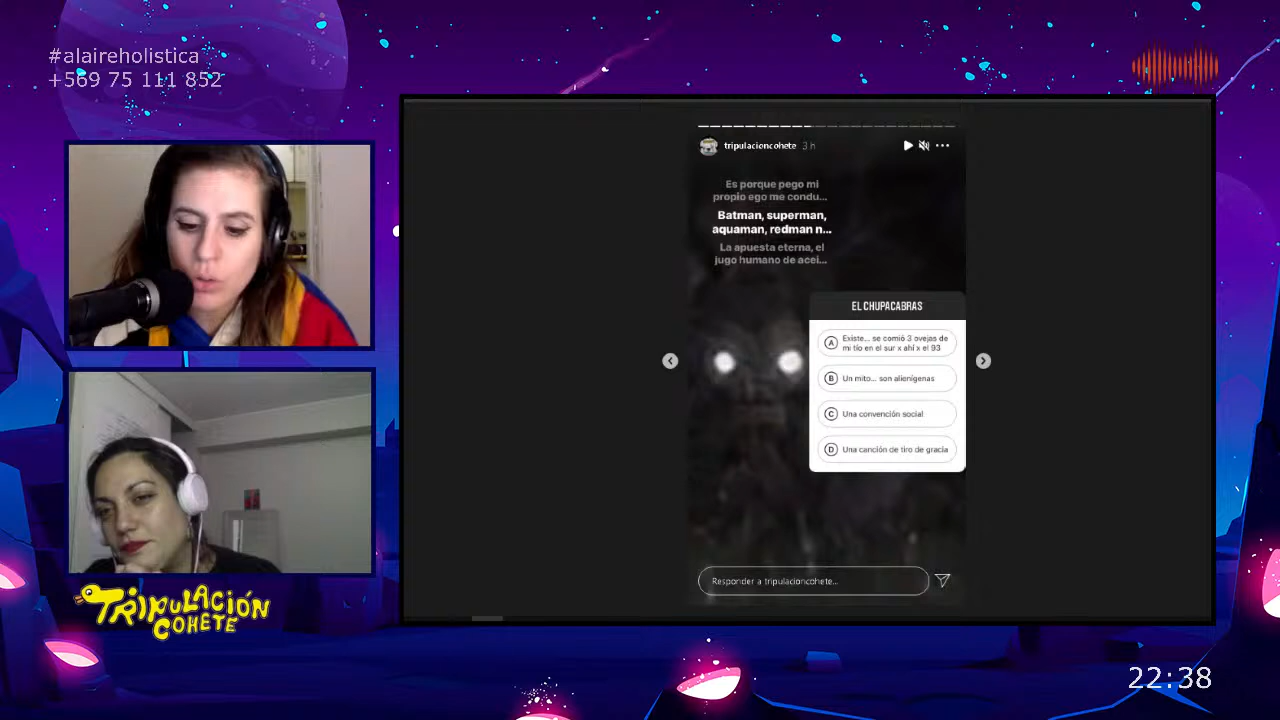 #alaireholistica
+569 75 111 852
tripulacioncohete 3 h
Es porque pego mi
propio ego me condu...
Batman, superman,
aquaman, redman n...
La apuesta eterna, el
jugo humano de acei...
EL CHUPACABRAS
A Existe... se comió 3 ovejas de
mi tío en el sur x ahí x el 93
B Un mito... son alienígenas
C Una convención social
D Una canción de tiro de gracia
Responder a tripulacioncohete...
TRIPULACIÓN
COHETE
22:38